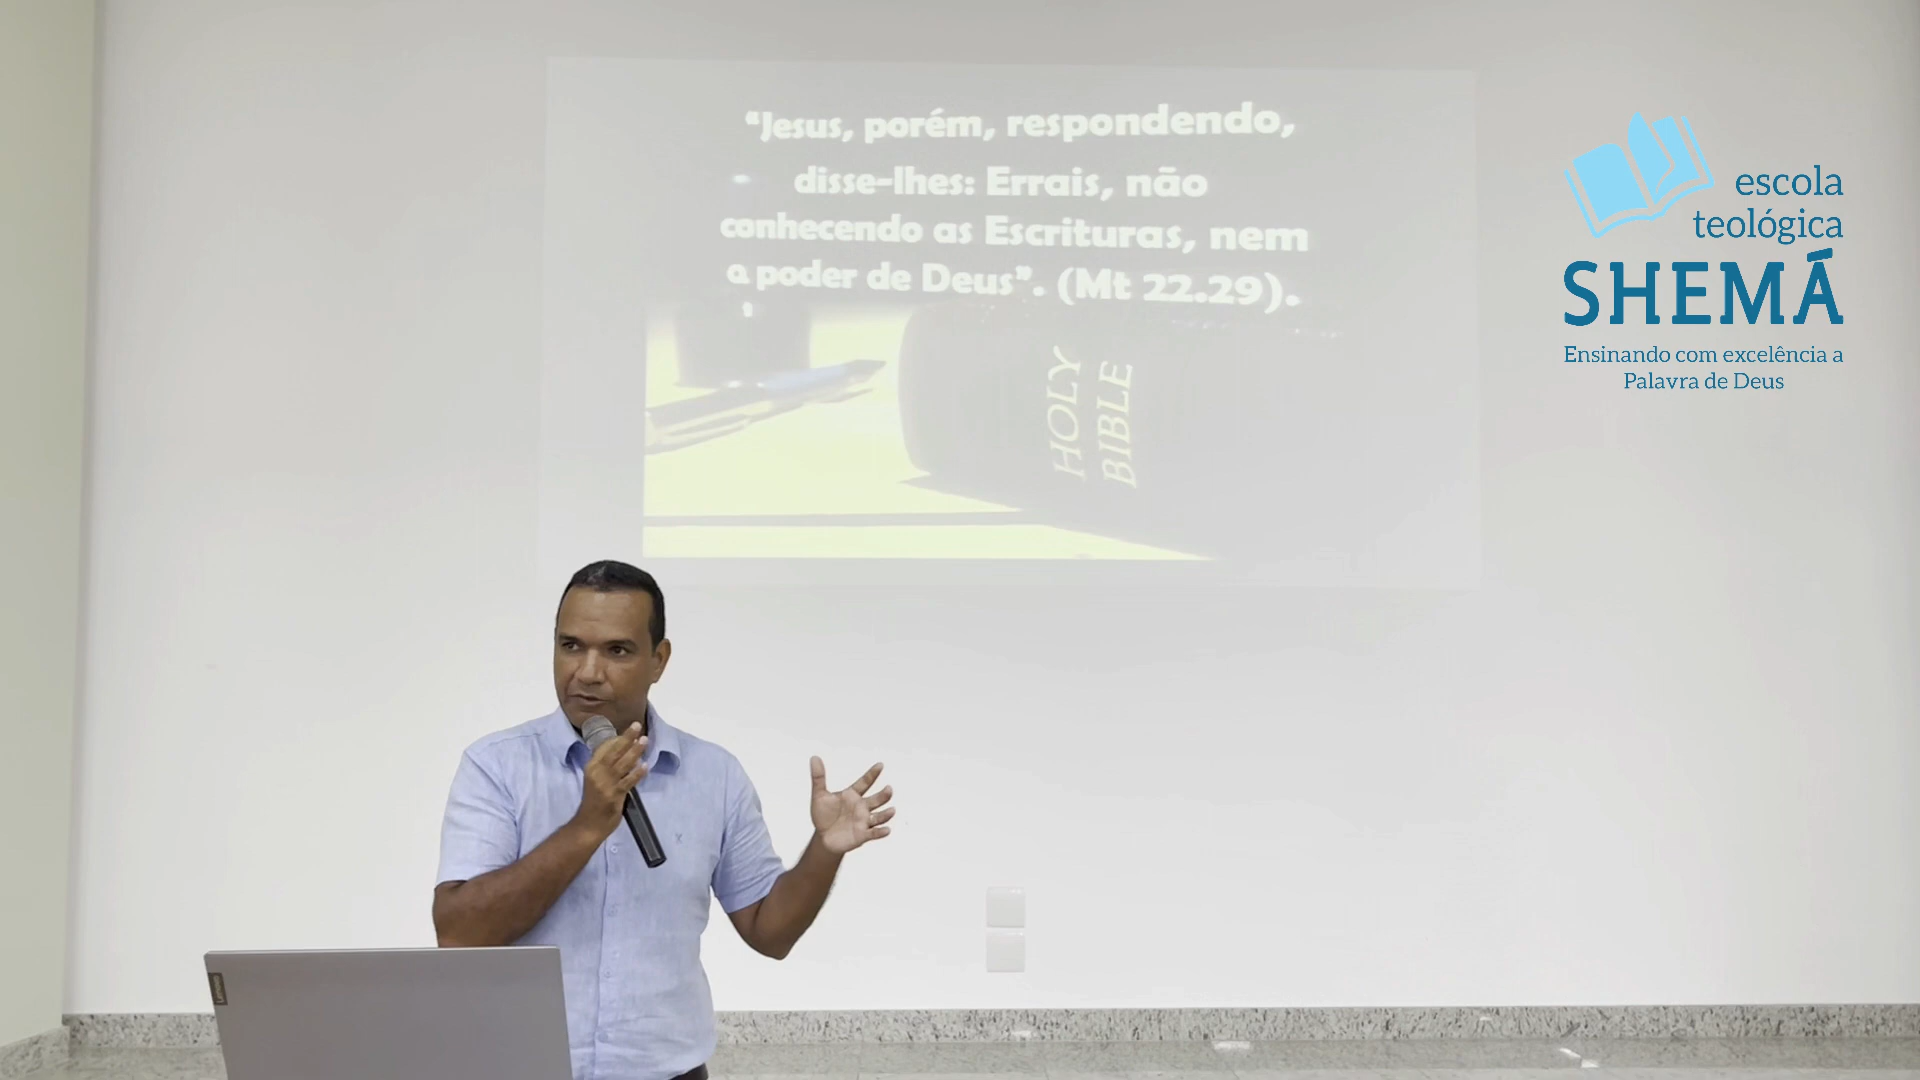 “Jesus, porém, respondendo,
disse-lhes: Errais, não
conhecendo as Escrituras, nem
o poder de Deus”. (Mt 22.29).
HOLY
BIBLE
escola
teológica
SHEMÁ
Ensinando com excelência a
Palavra de Deus
Lenovo